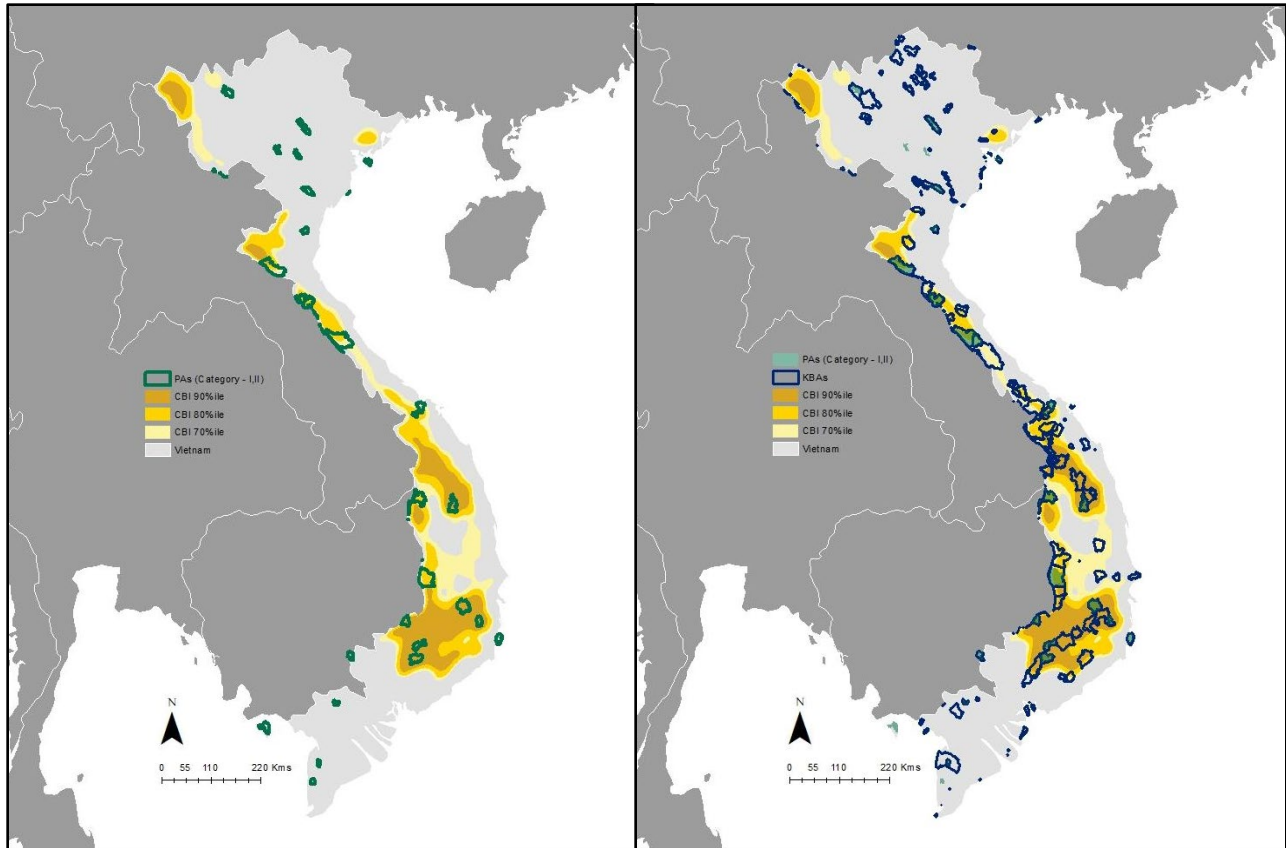 PAs (Category - I,II)
CBI 90%ile
CBI 80%ile
CBI 70%ile
Vietnam
N
0 55 110 220 Kms
PAs (Category - I,II)
KBAs
CBI 90%ile
CBI 80%ile
CBI 70%ile
Vietnam
N
0 55 110 220 Kms